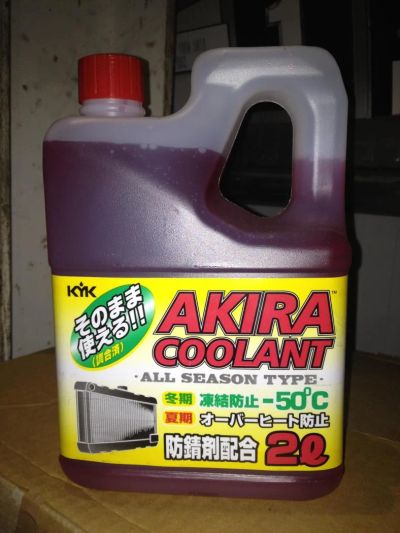 KYK
そのまま
使える!!
(調合済)
AKIRA™
COOLANT
·ALL SEASON TYPE·
冬期 凍結防止-50°C
夏期 オーバーヒート防止
防錆剤配合 2ℓ